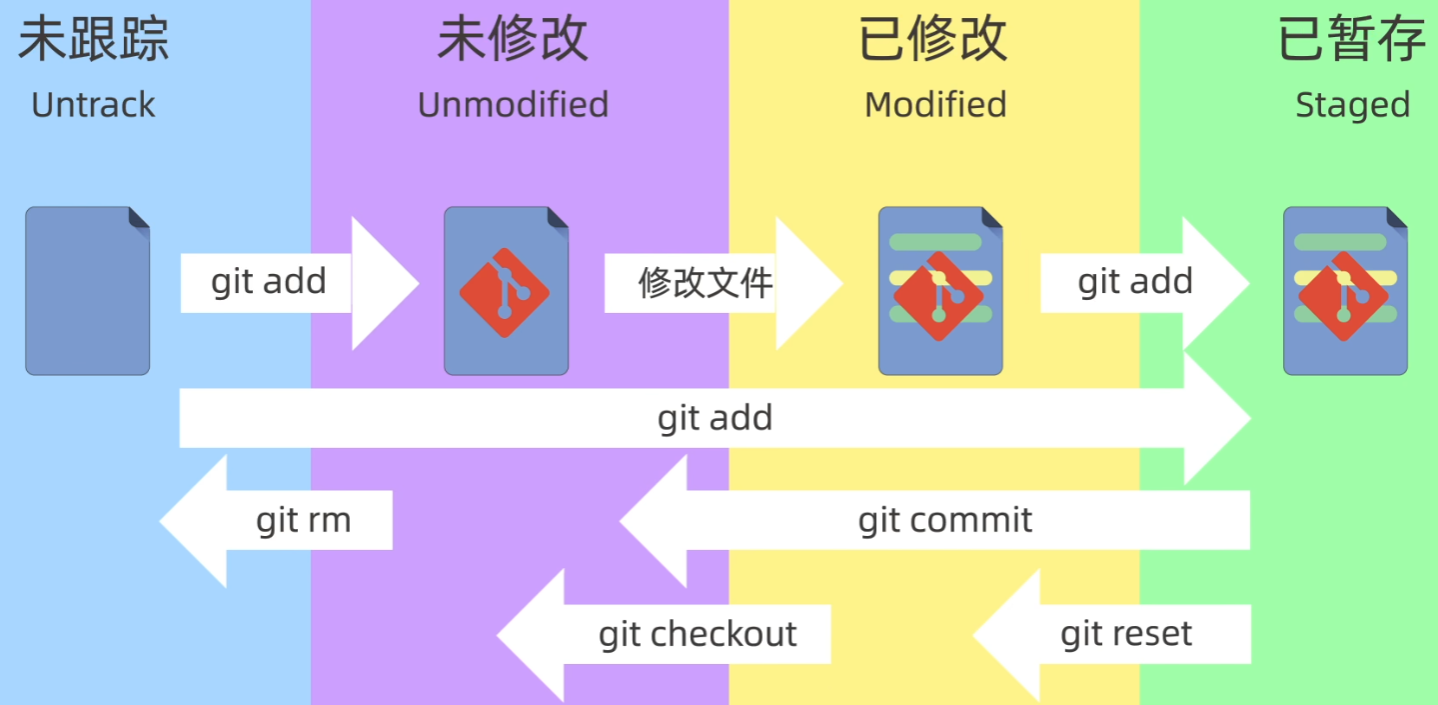 未跟踪
未修改
已修改
已暂存
Untrack
Unmodified
Modified
Staged
git add
修改文件
git add
git add
git rm
git commit
git checkout
git reset